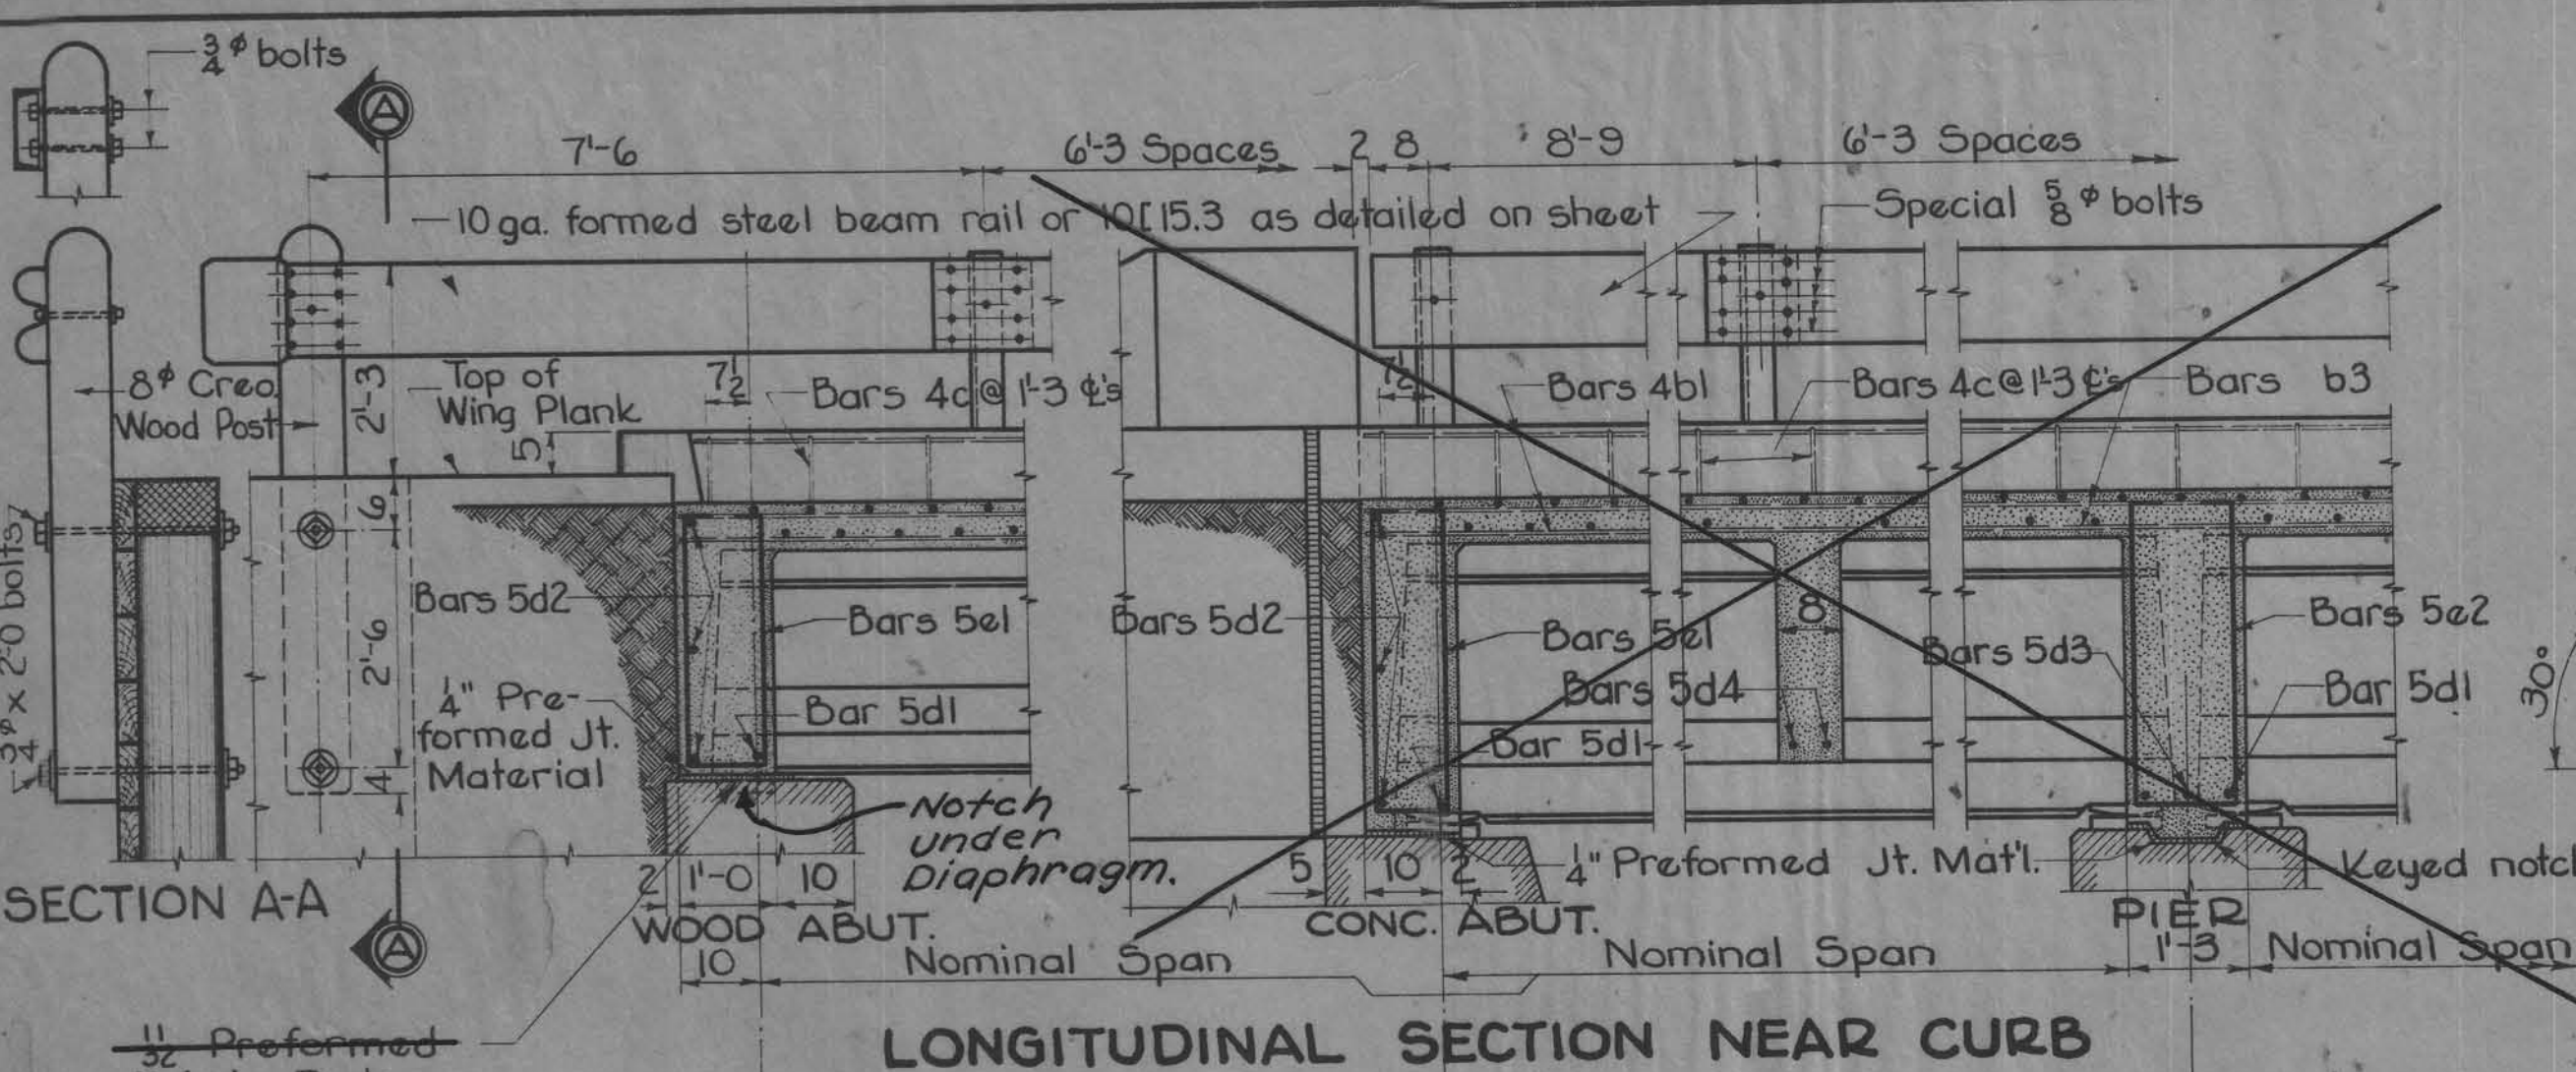 3/4 ϕ bolts
A
7'-6
6'-3 Spaces
2 8
8'-9
6'-3 Spaces
10 ga. formed steel beam rail or 10[15.3 as detailed on sheet
Special 5/8 ϕ bolts
8ϕ Creo.
Wood Post
2'-3
Top of
Wing Plank
5
7 1/2
Bars 4c @ 1'-3 ₵'s
7 1/2
Bars 4b1
Bars 4c @ 1'-3 ₵'s
Bars b3
3/4 ϕ x 2'-0 bolts
6
2'-6
4
Bars 5d2
Bars 5e1
Bars 5d2
Bars 5e1
8
Bars 5d3
Bars 5e2
1/4" Pre-
formed Jt.
Material
Bar 5d1
Bars 5d4
Bar 5d1
Bar 5d1
30°
Notch
under
Diaphragm.
2 1'-0 10
5 10 2
1/4" Preformed Jt. Mat'l.
Keyed notch
SECTION A-A
A
WOOD ABUT.
CONC. ABUT.
PIER
10
Nominal Span
Nominal Span
1'-3
Nominal Span
11/32 Preformed
LONGITUDINAL SECTION NEAR CURB